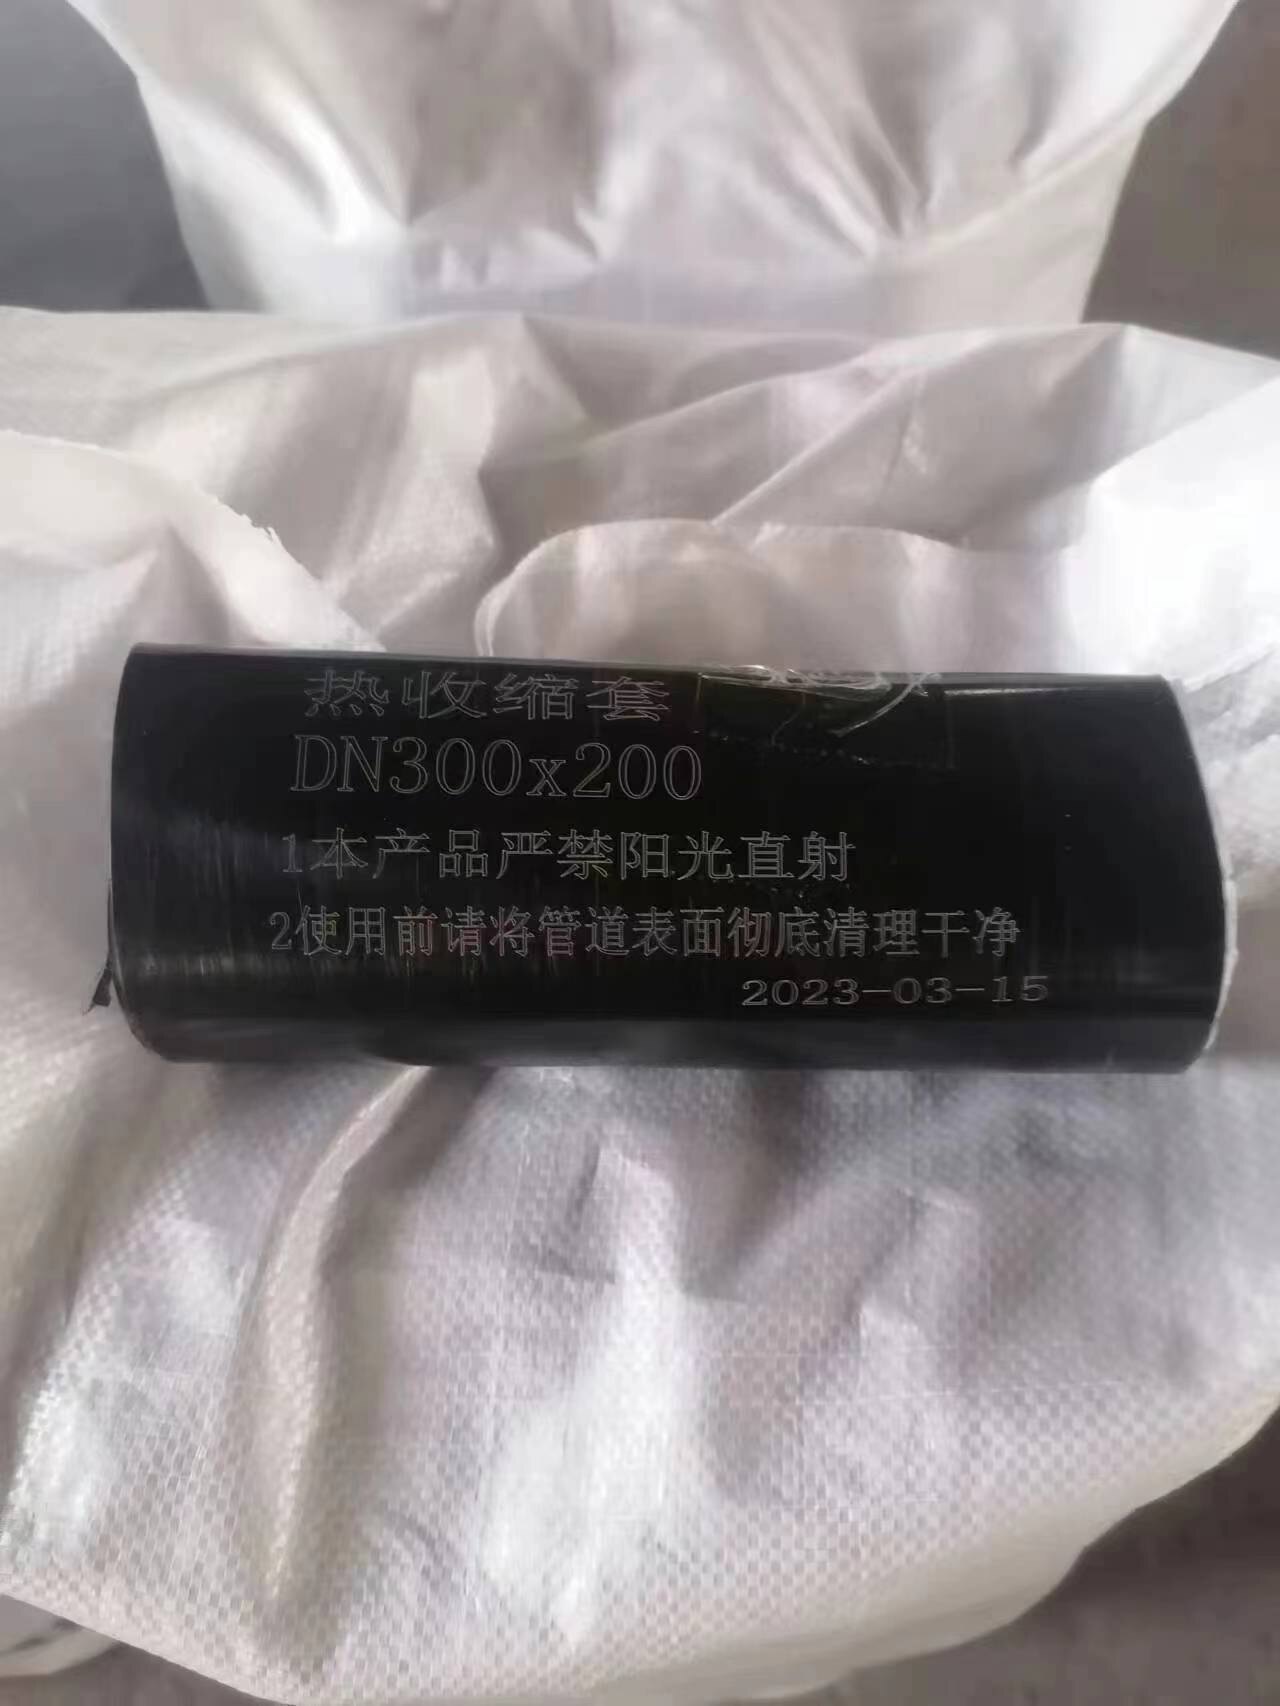 热收缩套
DN300x200
1本产品严禁阳光直射
2使用前请将管道表面彻底清理干净
2023-03-15